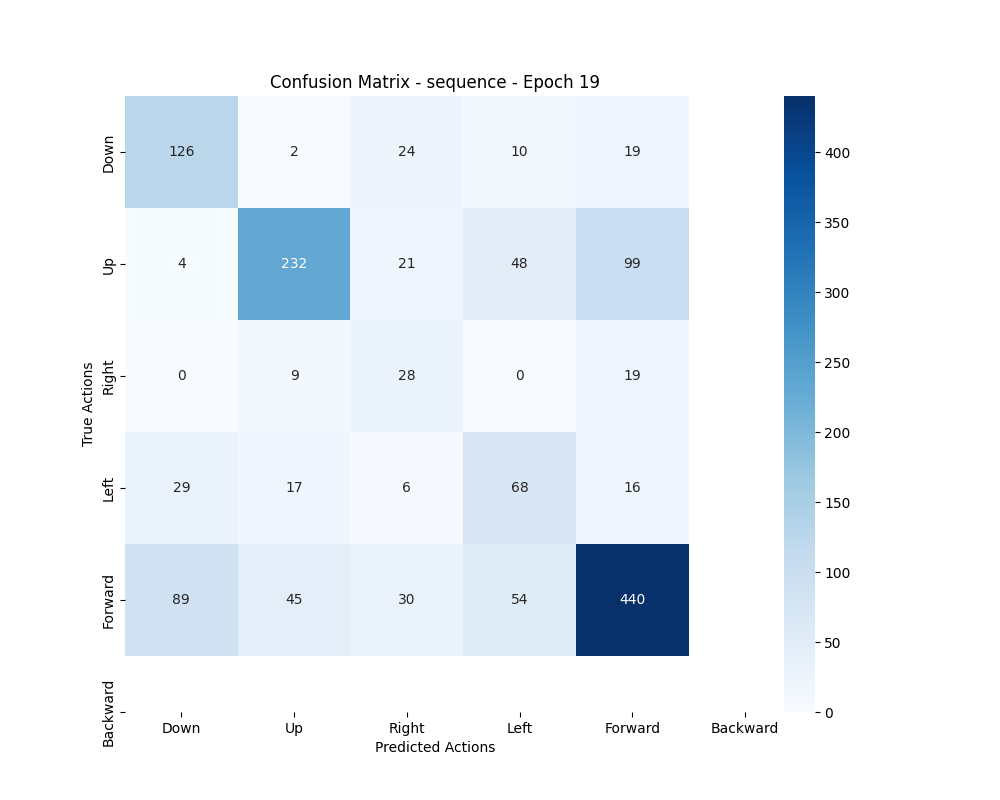 Confusion Matrix - sequence - Epoch 19
True Actions
Down 126 2 24 10 19
Up 4 232 21 48 99
Right 0 9 28 0 19
Left 29 17 6 68 16
Forward 89 45 30 54 440
Backward
Down Up Right Left Forward Backward
Predicted Actions
400
350
300
250
200
150
100
50
0